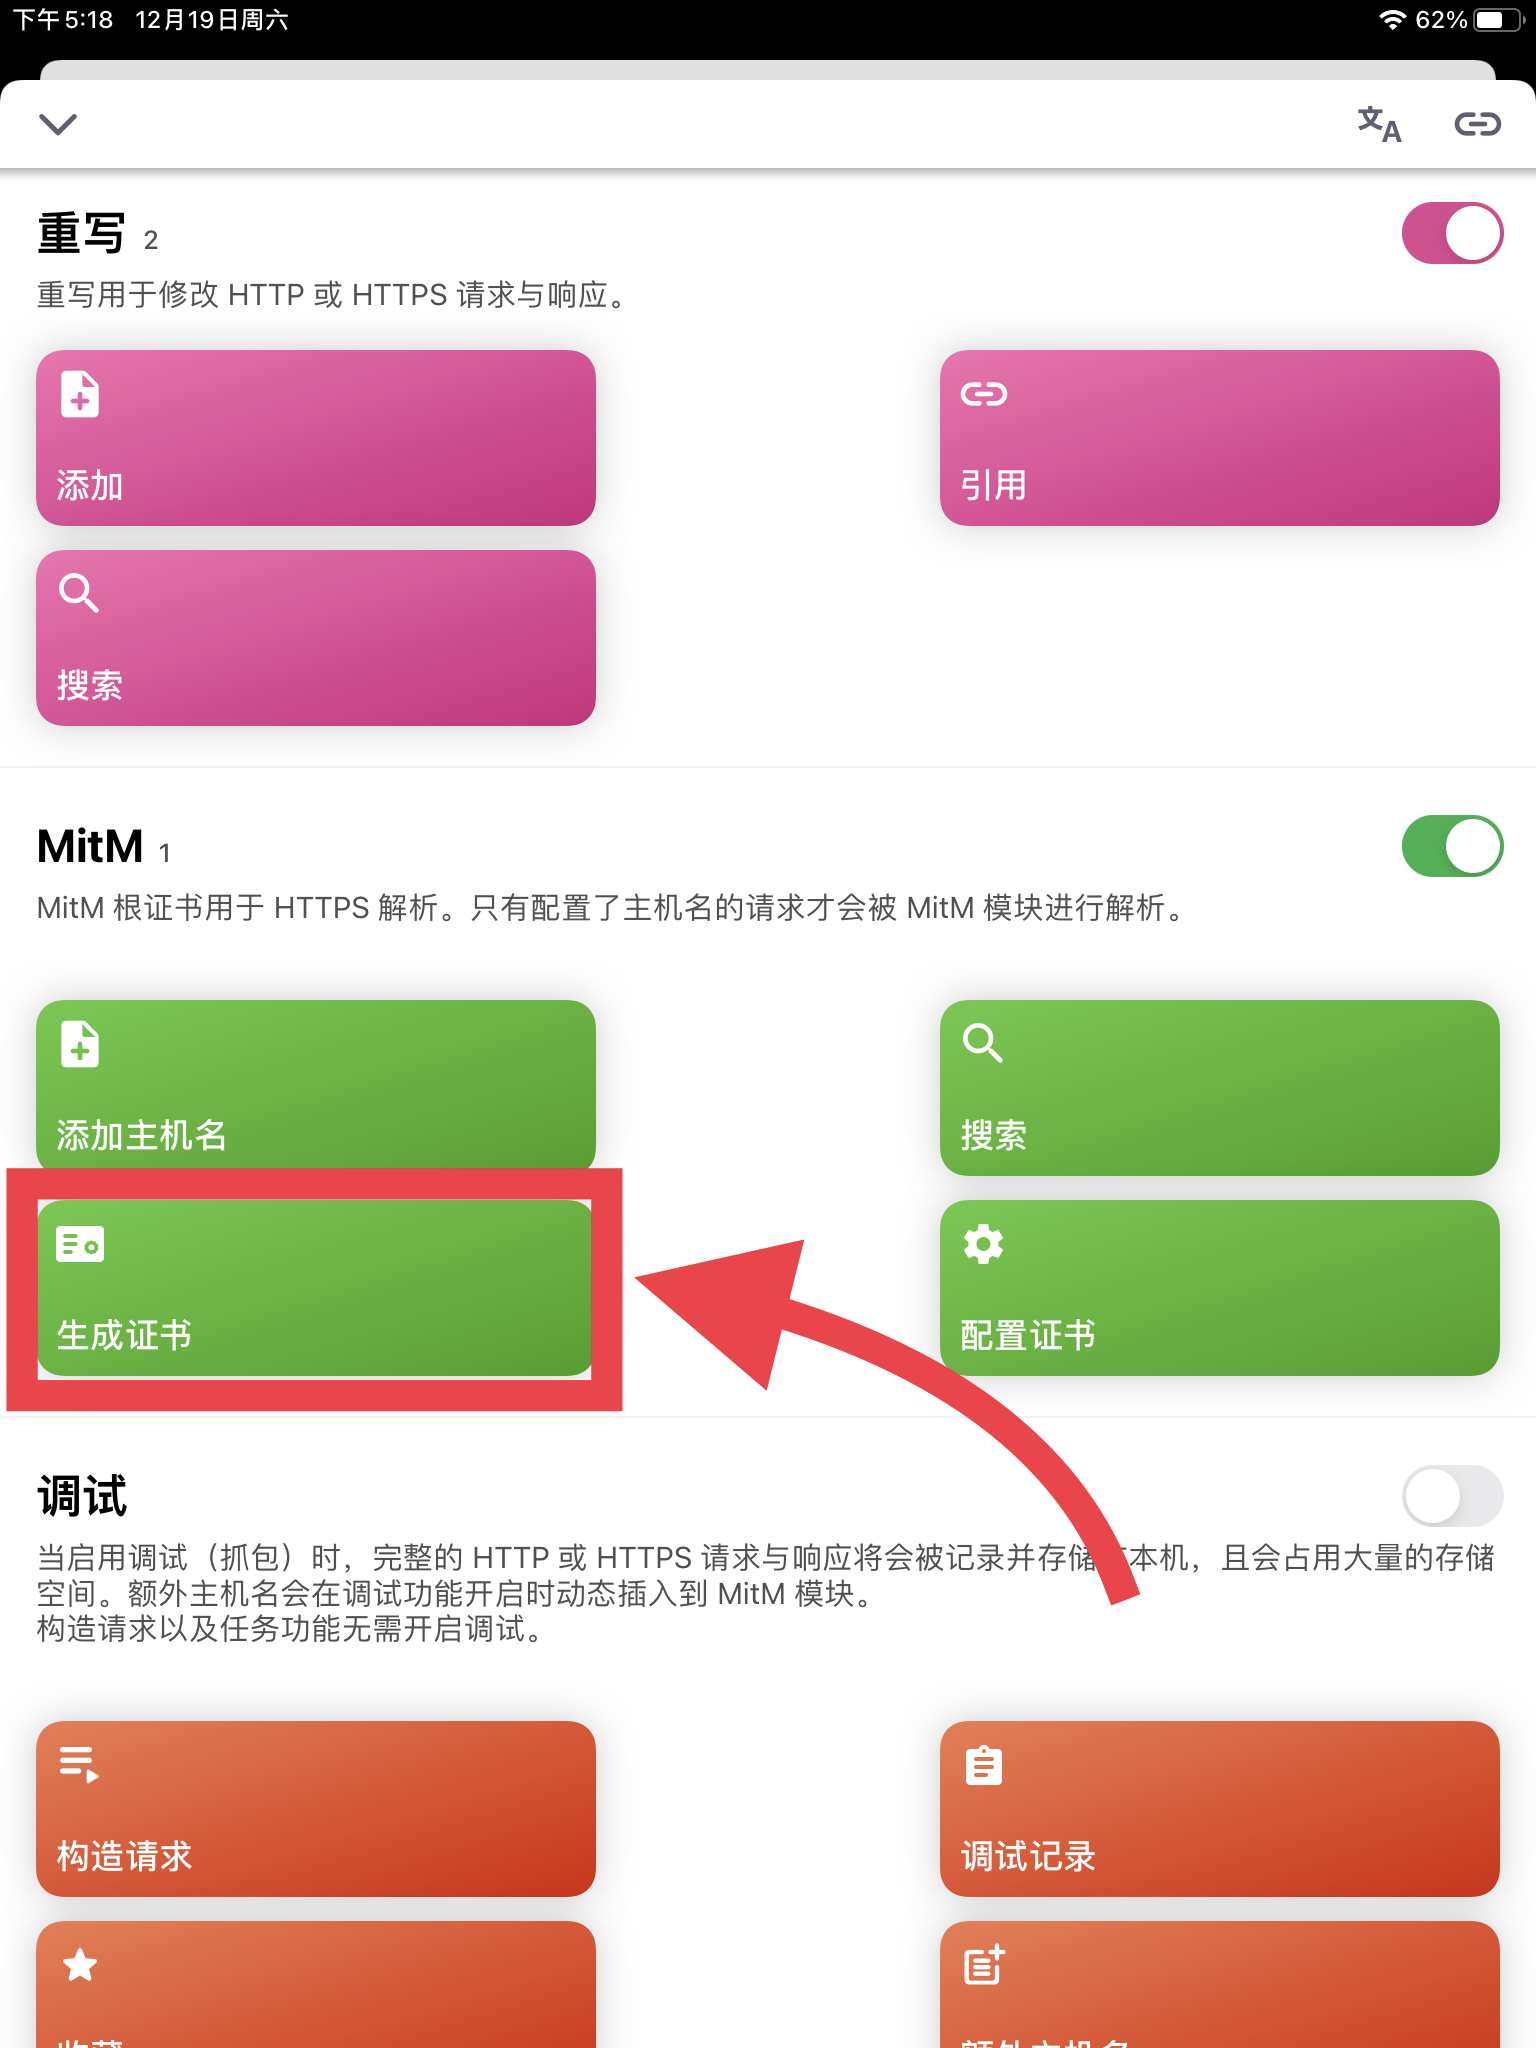 下午5:18 12月19日周六 62%
文A
重写 2
重写用于修改 HTTP 或 HTTPS 请求与响应。
添加
引用
搜索
MitM 1
MitM 根证书用于 HTTPS 解析。只有配置了主机名的请求才会被 MitM 模块进行解析。
添加主机名
搜索
生成证书
配置证书
调试
当启用调试（抓包）时，完整的 HTTP 或 HTTPS 请求与响应将会被记录并存储 本机，且会占用大量的存储
空间。额外主机名会在调试功能开启时动态插入到 MitM 模块。
构造请求以及任务功能无需开启调试。
构造请求
调试记录
收藏
额外主机名